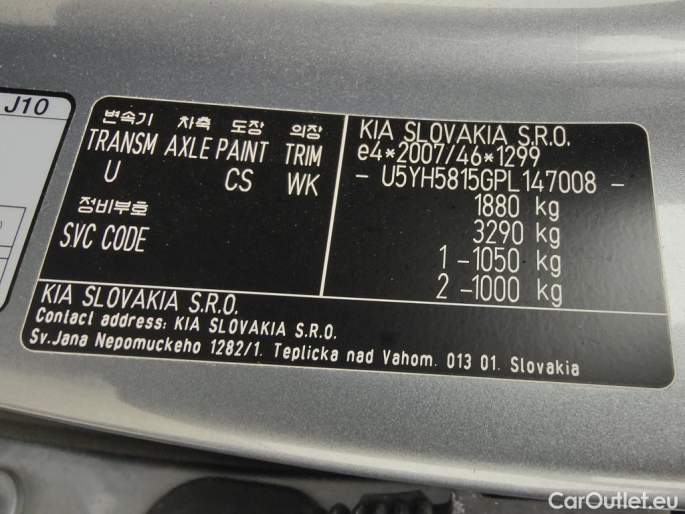 J10
변속기 차축 도장 의장
TRANSM AXLE PAINT TRIM
U CS WK
정비부호
SVC CODE
KIA SLOVAKIA S.R.O.
e4*2007/46*1299
- U5YH5815GPL147008 -
1880 kg
3290 kg
1 -1050 kg
2 -1000 kg
KIA SLOVAKIA S.R.O.
Contact address: KIA SLOVAKIA S.R.O.
Sv.Jana Nepomuckeho 1282/1. Teplicka nad Vahom. 013 01. Slovakia
CarOutlet.eu